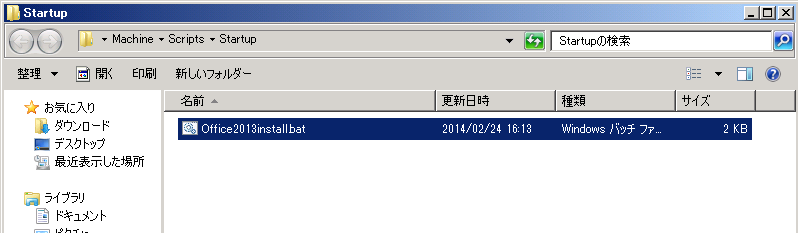 Startup
Machine ▸ Scripts ▸ Startup
Startupの検索
整理 開く 印刷 新しいフォルダー
名前 更新日時 種類 サイズ
お気に入り
Office2013install.bat 2014/02/24 16:13 Windows バッチ ファ... 2 KB
ダウンロード
デスクトップ
最近表示した場所
ライブラリ
ドキュメント